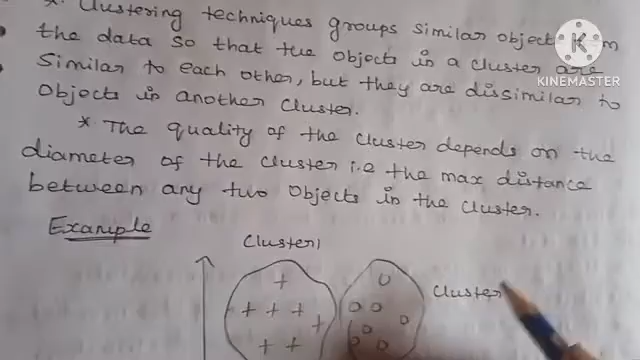 * Clustering techniques groups similar object
the data so that the objects in a cluster are
Similar to each other, but they are dissimilar to
Objects in another cluster.
* The quality of the cluster depends on the
diameter of the cluster i.e the max distance
between any two objects in the cluster.
Example
Cluster1
Cluster
K
KINEMASTER